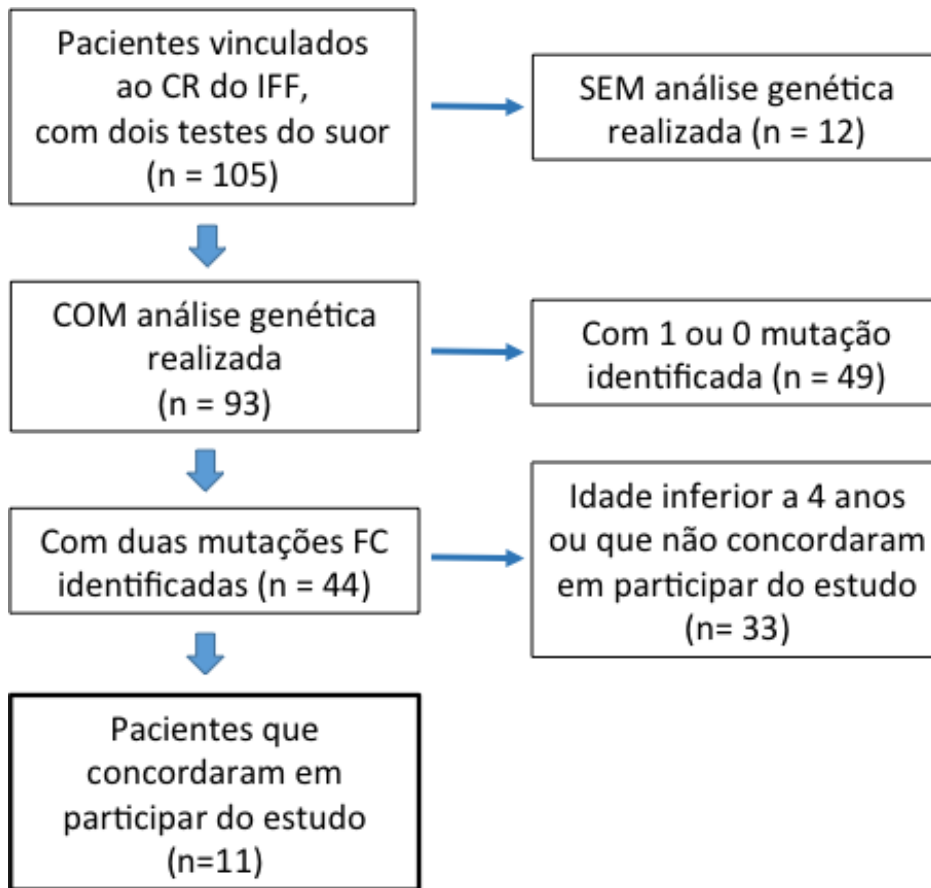 Pacientes vinculados
ao CR do IFF,
com dois testes do suor
(n = 105)
SEM análise genética
realizada (n = 12)
COM análise genética
realizada
(n = 93)
Com 1 ou 0 mutação
identificada (n = 49)
Com duas mutações FC
identificadas (n = 44)
Idade inferior a 4 anos
ou que não concordaram
em participar do estudo
(n= 33)
Pacientes que
concordaram em
participar do estudo
(n=11)